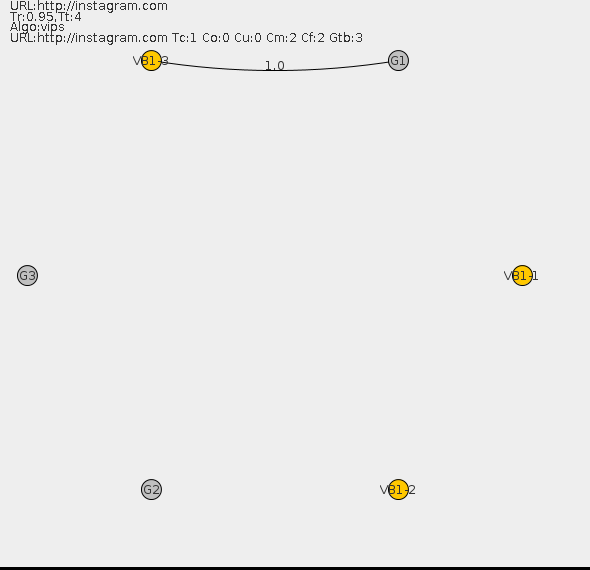 URL:http://instagram.com
Tr:0.95,Tt:4
Algo:vips
URL:http://instagram.com Tc:1 Co:0 Cu:0 Cm:2 Cf:2 Gtb:3
VB1-3
G1
1.0
G3
VB1-1
G2
VB1-2